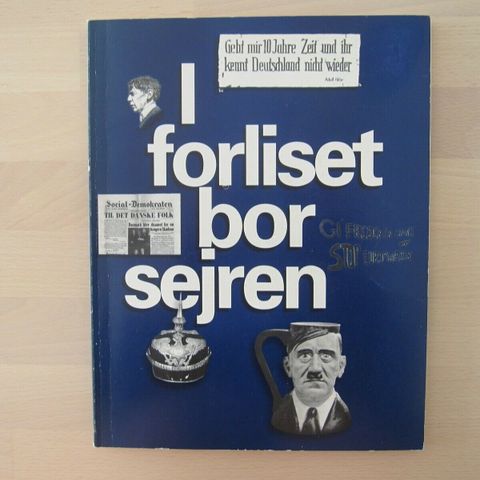 Gebt mir 10 Jahre Zeit und ihr
kennt Deutschland nicht wieder
Adolf Hitler
I
forliset
bor
sejren
Social-Demokraten
TIL DET DANSKE FOLK